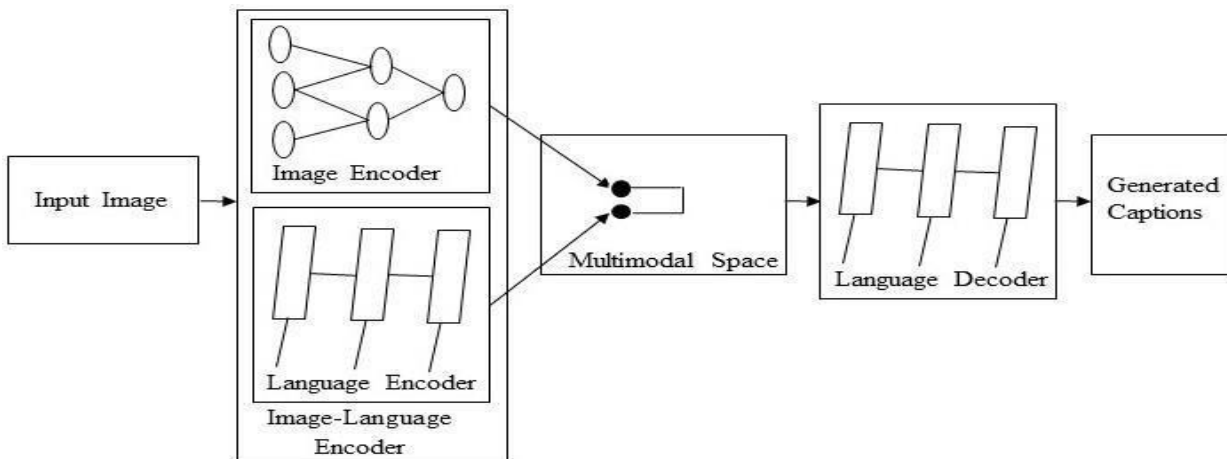 Input Image
Image Encoder
Language Encoder
Image-Language
Encoder
Multimodal Space
Language Decoder
Generated
Captions